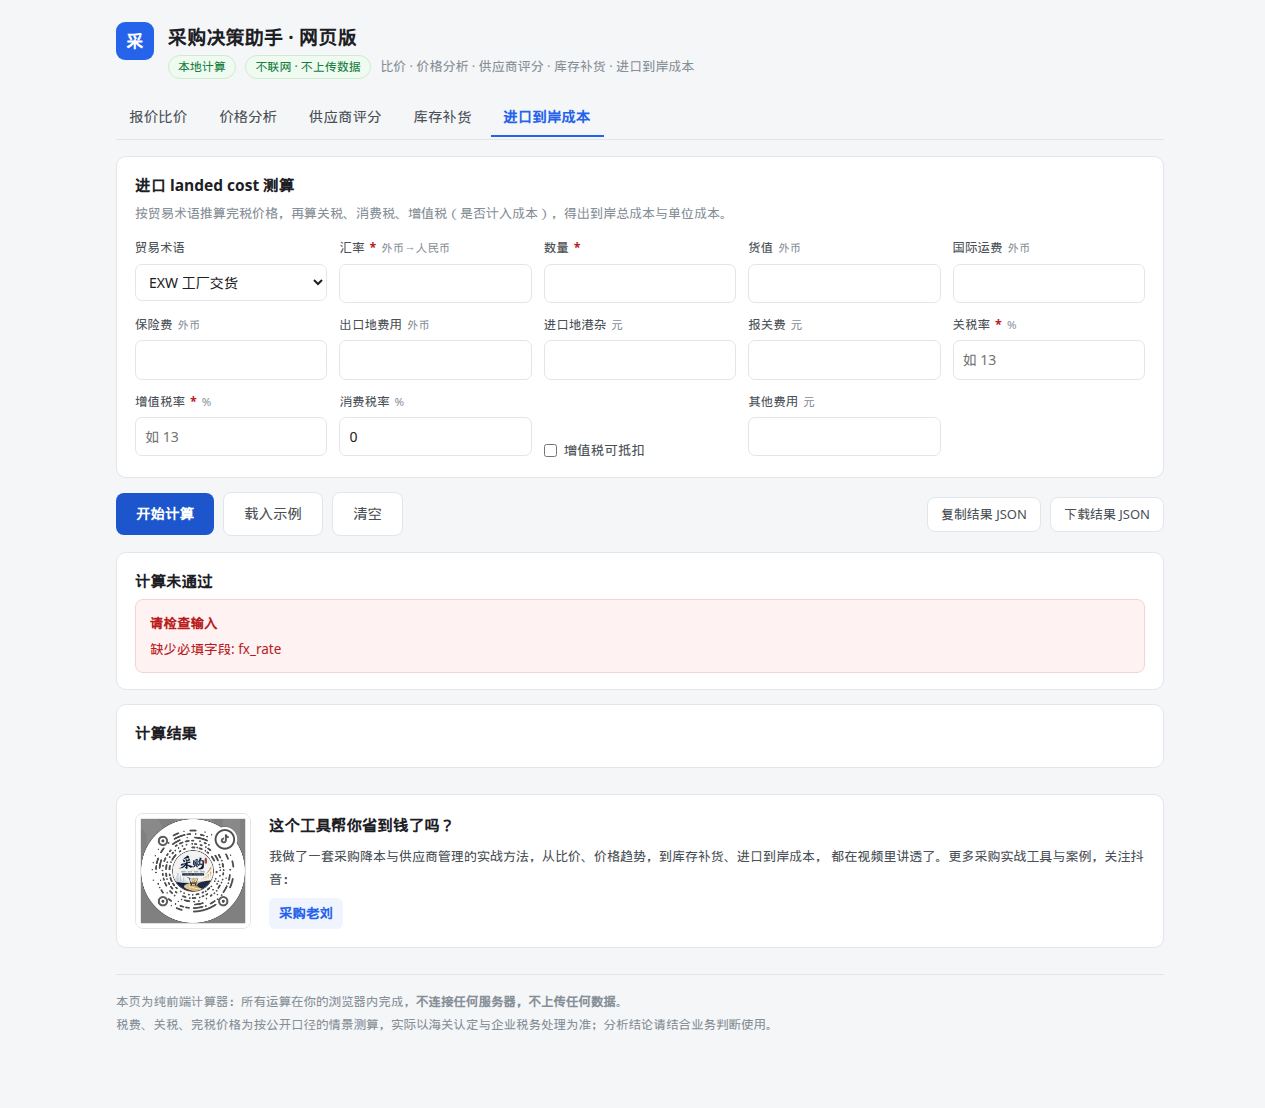 采
采购决策助手 · 网页版
本地计算
不联网 · 不上传数据
比价 · 价格分析 · 供应商评分 · 库存补货 · 进口到岸成本
报价比价
价格分析
供应商评分
库存补货
进口到岸成本
进口 landed cost 测算
按贸易术语推算完税价格，再算关税、消费税、增值税（是否计入成本），得出到岸总成本与单位成本。
贸易术语
汇率 * 外币→人民币
数量 *
货值 外币
国际运费 外币
EXW 工厂交货
保险费 外币
出口地费用 外币
进口地港杂 元
报关费 元
关税率 * %
如 13
增值税率 * %
消费税率 %
其他费用 元
如 13
0
增值税可抵扣
开始计算
载入示例
清空
复制结果 JSON
下载结果 JSON
计算未通过
请检查输入
缺少必填字段: fx_rate
计算结果
采购
这个工具帮你省到钱了吗？
我做了一套采购降本与供应商管理的实战方法，从比价、价格趋势，到库存补货、进口到岸成本， 都在视频里讲透了。更多采购实战工具与案例，关注抖
音：
采购老刘
本页为纯前端计算器：所有运算在你的浏览器内完成，不连接任何服务器，不上传任何数据。
税费、关税、完税价格为按公开口径的情景测算，实际以海关认定与企业税务处理为准；分析结论请结合业务判断使用。